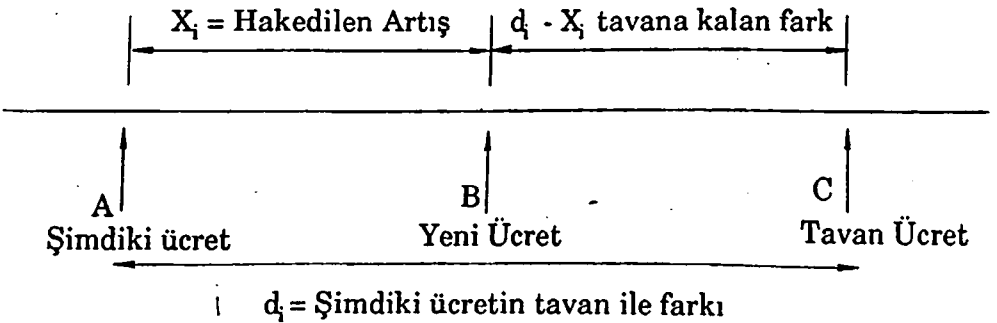 Xi = Hakedilen Artış di - Xi tavana kalan fark
A B C
Şimdiki ücret Yeni Ücret Tavan Ücret
di = Şimdiki ücretin tavan ile farkı